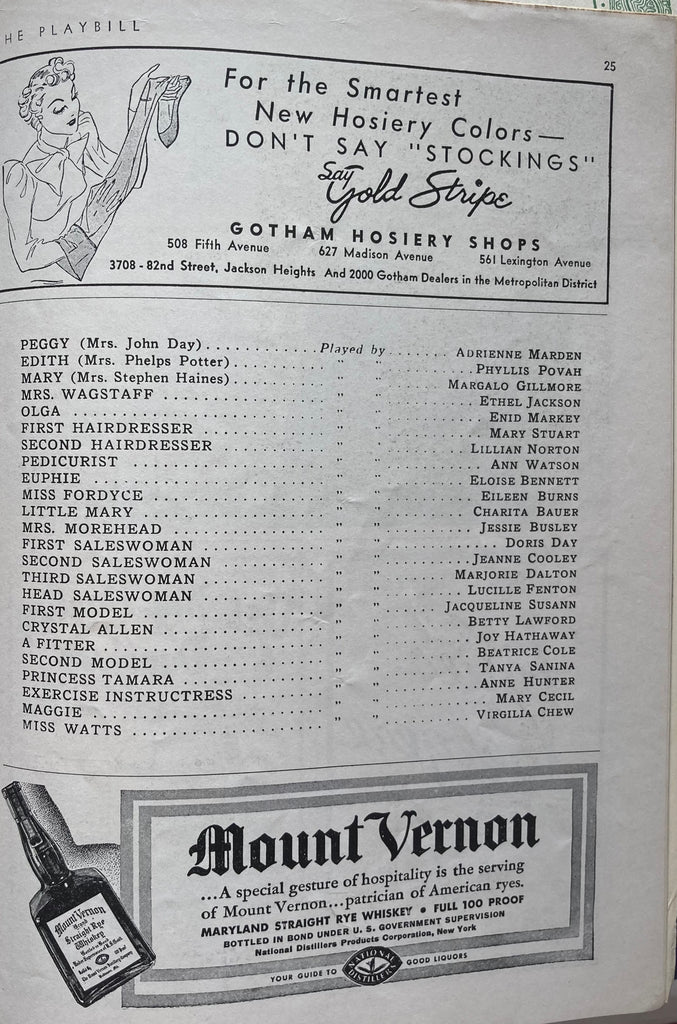 HE PLAYBILL
25
For the Smartest
New Hosiery Colors—
DON'T SAY "STOCKINGS"
Say Gold Stripe
GOTHAM HOSIERY SHOPS
508 Fifth Avenue 627 Madison Avenue 561 Lexington Avenue
3708 - 82nd Street, Jackson Heights And 2000 Gotham Dealers in the Metropolitan District
PEGGY (Mrs. John Day) . . . . . . . . . . . . Played by . . . . . . . ADRIENNE MARDEN
EDITH (Mrs. Phelps Potter) . . . . . . . . . . " " . . . . . . . PHYLLIS POVAH
MARY (Mrs. Stephen Haines) . . . . . . . . . . " " . . . . . . . MARGALO GILLMORE
MRS. WAGSTAFF . . . . . . . . . . " " . . . . . . . ETHEL JACKSON
OLGA . . . . . . . . . . " " . . . . . . . ENID MARKEY
FIRST HAIRDRESSER . . . . . . . . . . " " . . . . . . . MARY STUART
SECOND HAIRDRESSER . . . . . . . . . . " " . . . . . . . LILLIAN NORTON
PEDICURIST . . . . . . . . . . " " . . . . . . . ANN WATSON
EUPHIE . . . . . . . . . . " " . . . . . . . ELOISE BENNETT
MISS FORDYCE . . . . . . . . . . " " . . . . . . . EILEEN BURNS
LITTLE MARY . . . . . . . . . . " " . . . . . . . CHARITA BAUER
MRS. MOREHEAD . . . . . . . . . . " " . . . . . . . JESSIE BUSLEY
FIRST SALESWOMAN . . . . . . . . . . " " . . . . . . . DORIS DAY
SECOND SALESWOMAN . . . . . . . . . . " " . . . . . . . JEANNE COOLEY
THIRD SALESWOMAN . . . . . . . . . . " " . . . . . . . MARJORIE DALTON
HEAD SALESWOMAN . . . . . . . . . . " " . . . . . . . LUCILLE FENTON
FIRST MODEL . . . . . . . . . . " " . . . . . . . JACQUELINE SUSANN
CRYSTAL ALLEN . . . . . . . . . . " " . . . . . . . BETTY LAWFORD
A FITTER . . . . . . . . . . " " . . . . . . . JOY HATHAWAY
SECOND MODEL . . . . . . . . . . " " . . . . . . . BEATRICE COLE
PRINCESS TAMARA . . . . . . . . . . " " . . . . . . . TANYA SANINA
EXERCISE INSTRUCTRESS . . . . . . . . . . " " . . . . . . . ANNE HUNTER
MAGGIE . . . . . . . . . . " " . . . . . . . MARY CECIL
MISS WATTS . . . . . . . . . . " " . . . . . . . VIRGILIA CHEW
Mount Vernon
...A special gesture of hospitality is the serving
of Mount Vernon...patrician of American ryes.
MARYLAND STRAIGHT RYE WHISKEY • FULL 100 PROOF
BOTTLED IN BOND UNDER U. S. GOVERNMENT SUPERVISION
National Distillers Products Corporation, New York
YOUR GUIDE TO NATIONAL DISTILLERS GOOD LIQUORS
Mount Vernon
Brand
Straight Rye
Whiskey